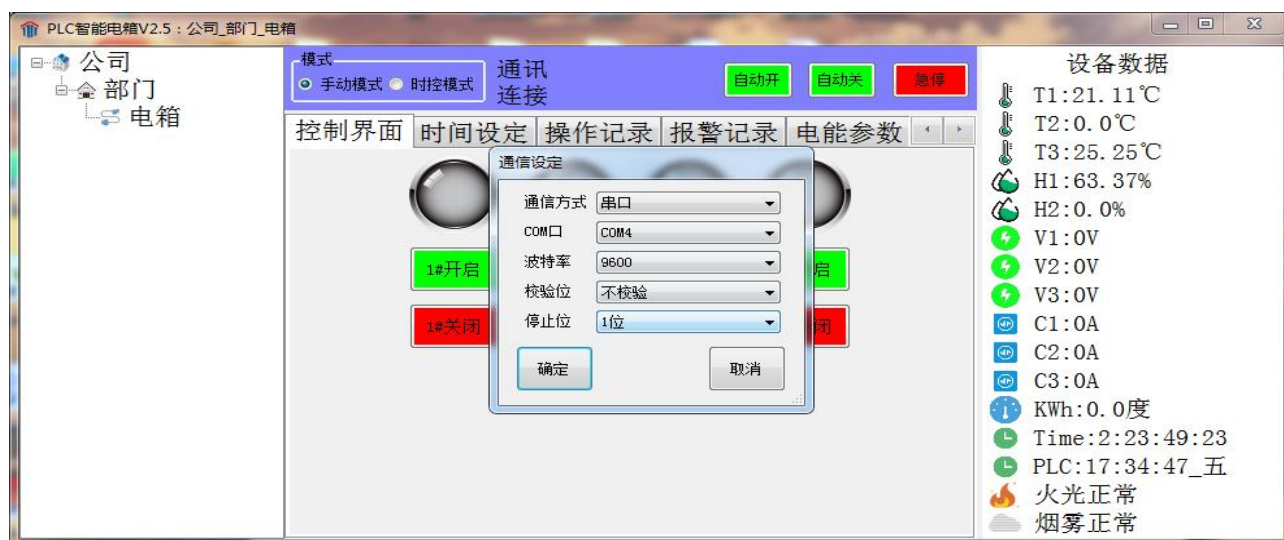 PLC智能电箱V2.5：公司_部门_电箱
公司
部门
电箱
模式
手动模式 时控模式
通讯
连接
自动开 自动关 急停
控制界面 时间设定 操作记录 报警记录 电能参数
通信设定
通信方式 串口
COM口 COM4
波特率 9600
校验位 不校验
停止位 1位
确定 取消
1#开启
启
1#关闭
闭
设备数据
T1:21.11℃
T2:0.0℃
T3:25.25℃
H1:63.37%
H2:0.0%
V1:0V
V2:0V
V3:0V
C1:0A
C2:0A
C3:0A
KWh:0.0度
Time:2:23:49:23
PLC:17:34:47_五
火光正常
烟雾正常